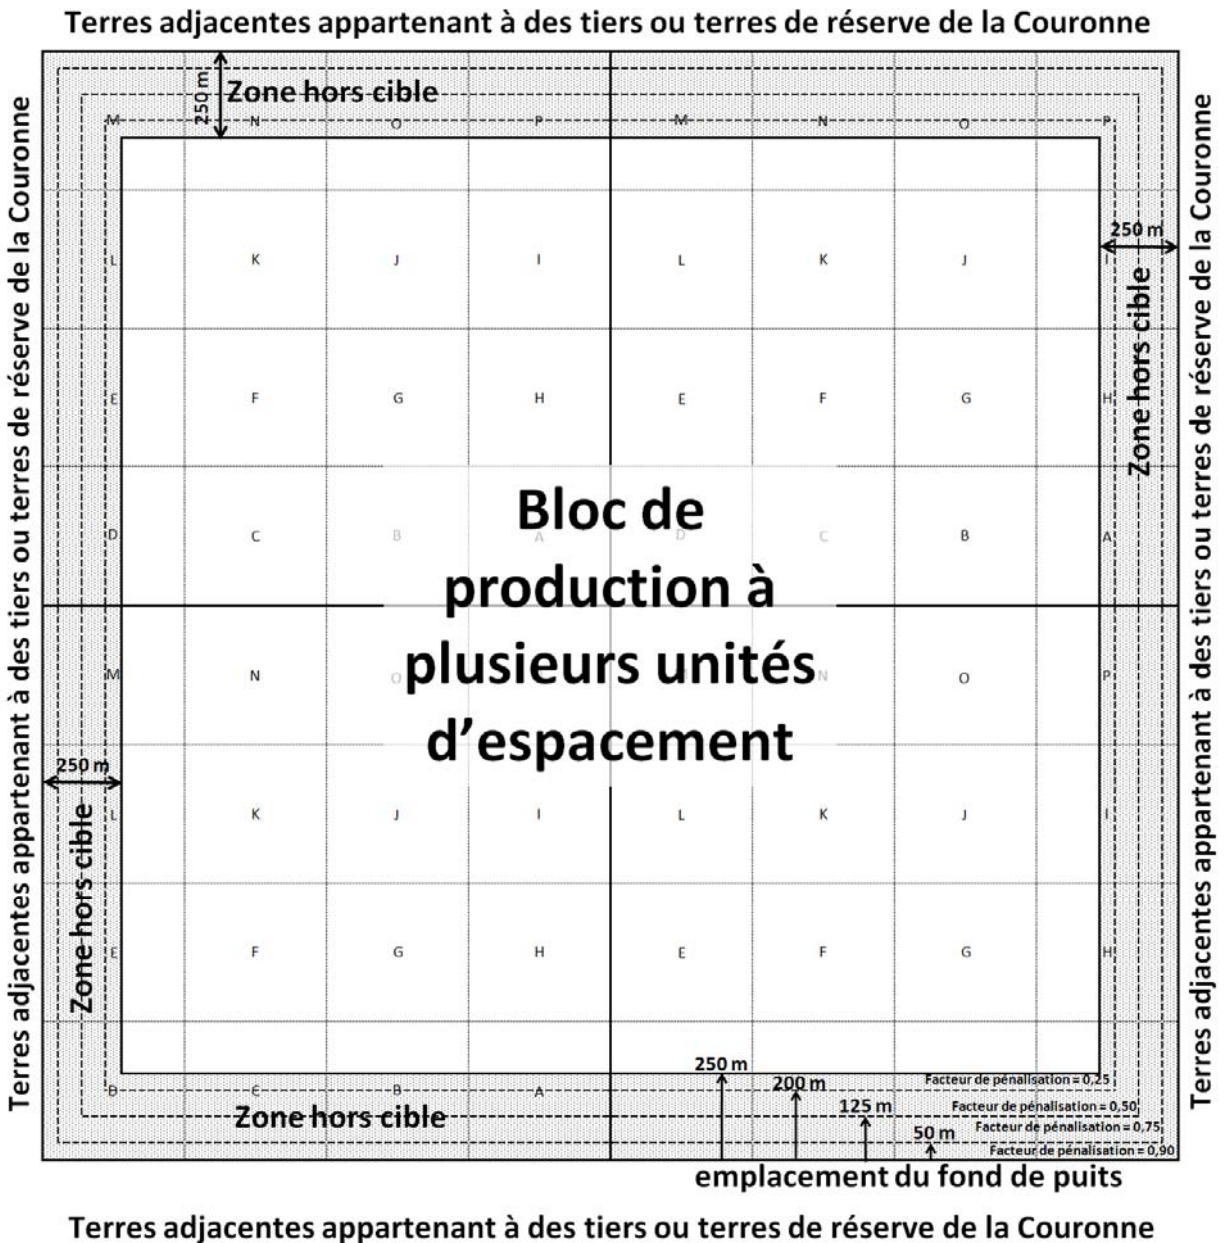 Terres adjacentes appartenant à des tiers ou terres de réserve de la Couronne
Terres adjacentes appartenant à des tiers ou terres de réserve de la Couronne
Terres adjacentes appartenant à des tiers ou terres de réserve de la Couronne
250 m
Zone hors cible
M N O P M N O P
250 m
L K J I L K J I
Zone hors cible
E F G H E F G H
D C B A D C B A
Bloc de
production à
plusieurs unités
d'espacement
M N O N O P
250 m
L K J I L K J I
Zone hors cible
E F G H E F G H
250 m
200 m
125 m
50 m
Facteur de pénalisation = 0,25
Facteur de pénalisation = 0,50
Facteur de pénalisation = 0,75
Facteur de pénalisation = 0,90
D C B A
Zone hors cible
emplacement du fond de puits
Terres adjacentes appartenant à des tiers ou terres de réserve de la Couronne